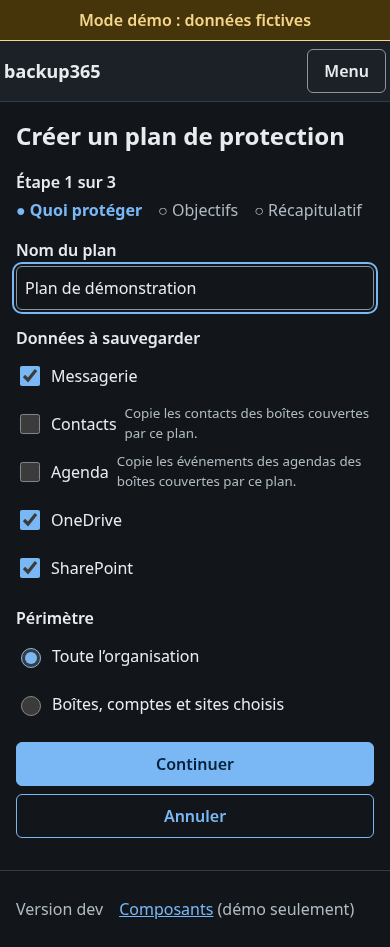 Mode démo : données fictives
backup365
Menu
Créer un plan de protection
Étape 1 sur 3
● Quoi protéger ○ Objectifs ○ Récapitulatif
Nom du plan
Plan de démonstration
Données à sauvegarder
Messagerie
Contacts
Copie les contacts des boîtes couvertes
par ce plan.
Agenda
Copie les événements des agendas des
boîtes couvertes par ce plan.
OneDrive
SharePoint
Périmètre
Toute l’organisation
Boîtes, comptes et sites choisis
Continuer
Annuler
Version dev Composants (démo seulement)